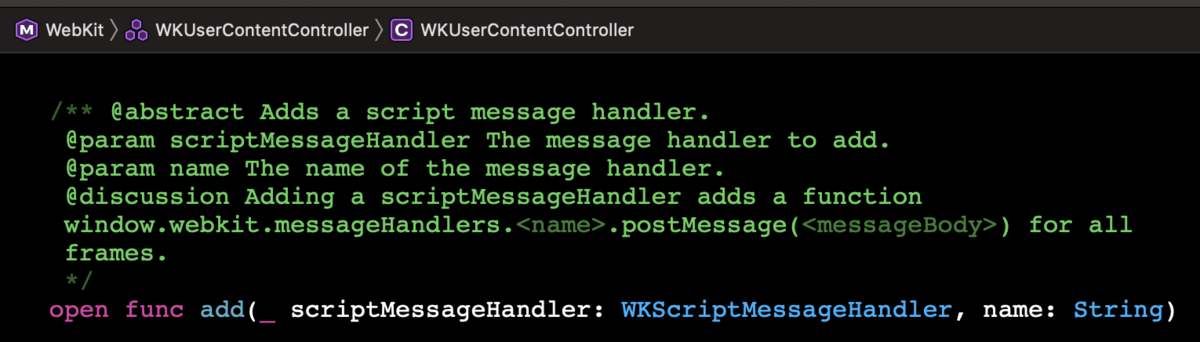 M WebKit 〉 WKUserContentController 〉 C WKUserContentController
/** @abstract Adds a script message handler.
@param scriptMessageHandler The message handler to add.
@param name The name of the message handler.
@discussion Adding a scriptMessageHandler adds a function
window.webkit.messageHandlers.<name>.postMessage(<messageBody>) for all
frames.
*/
open func add(_ scriptMessageHandler: WKScriptMessageHandler, name: String)